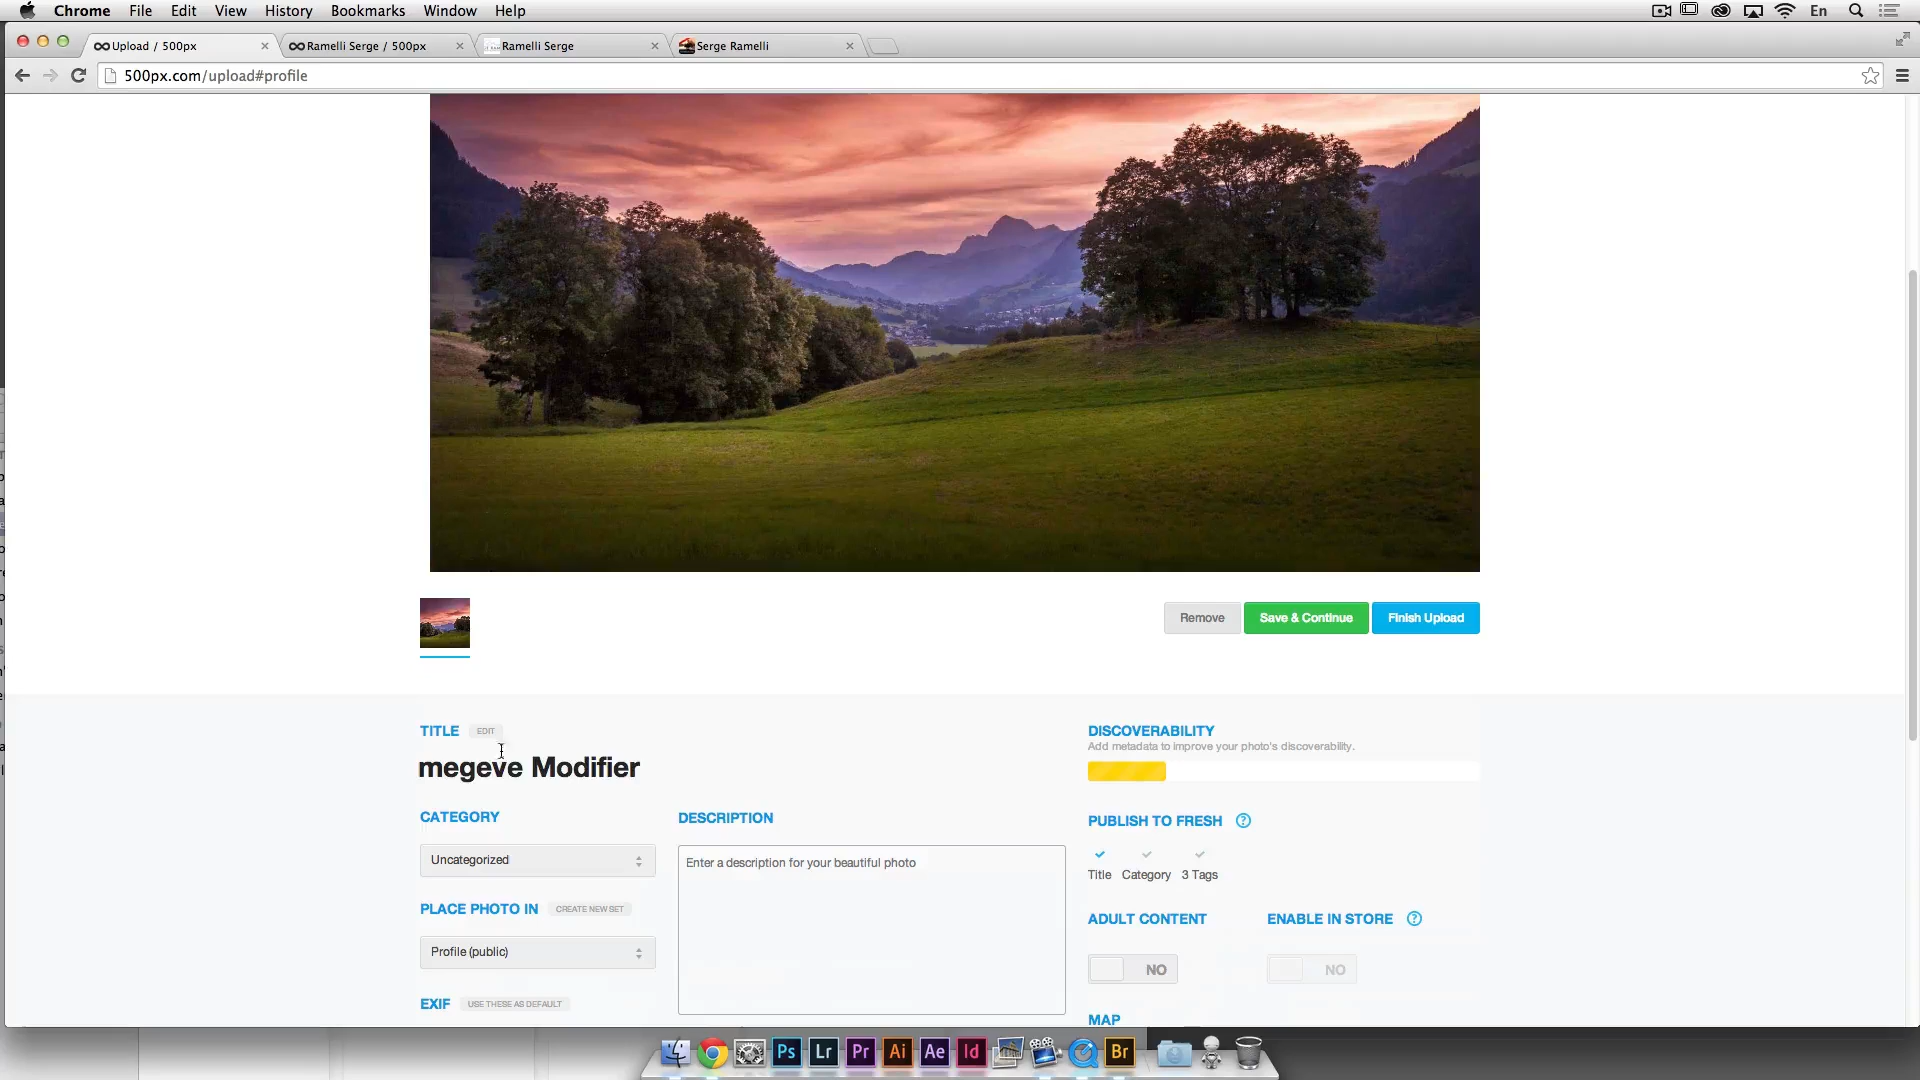 Chrome File Edit View History Bookmarks Window Help En
Upload / 500px Ramelli Serge / 500px Ramelli Serge Serge Ramelli
500px.com/upload#profile
Remove Save & Continue Finish Upload
TITLE EDIT
megeve Modifier
DISCOVERABILITY
Add metadata to improve your photo's discoverability.
CATEGORY
Uncategorized
DESCRIPTION
Enter a description for your beautiful photo
PUBLISH TO FRESH ?
Title Category 3 Tags
PLACE PHOTO IN CREATE NEW SET
Profile (public)
ADULT CONTENT ENABLE IN STORE ?
NO NO
EXIF USE THESE AS DEFAULT
MAP
Ps Lr Pr Ai Ae Id Br